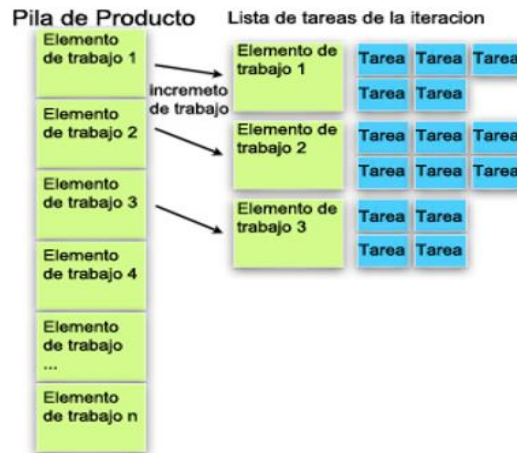 Pila de Producto
Lista de tareas de la iteracion
Elemento
de trabajo 1
Elemento
de trabajo 2
Elemento
de trabajo 3
Elemento
de trabajo 4
Elemento
de trabajo
...
Elemento
de trabajo n
incremeto
de trabajo
Elemento de
trabajo 1
Tarea Tarea Tarea
Tarea Tarea
Elemento de
trabajo 2
Tarea Tarea Tarea
Tarea Tarea Tarea
Elemento de
trabajo 3
Tarea Tarea
Tarea Tarea